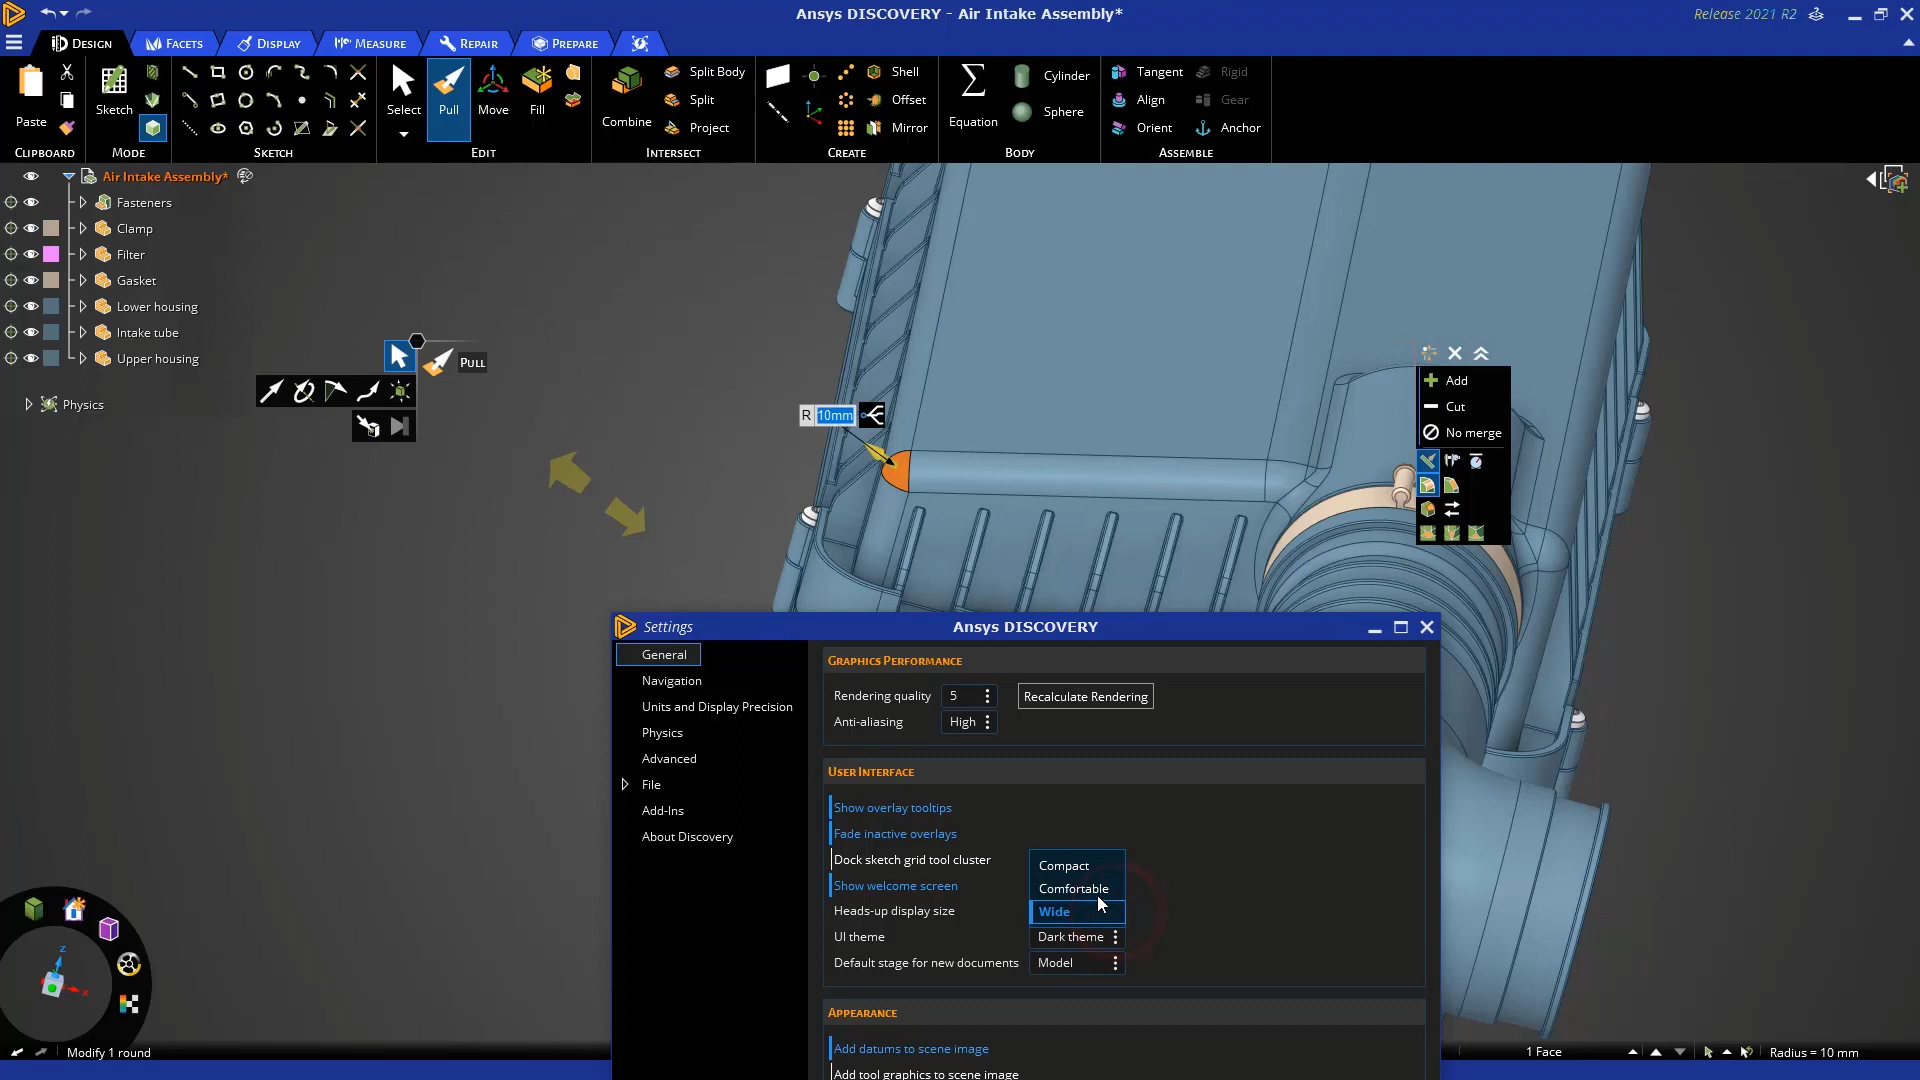 Ansys DISCOVERY - Air Intake Assembly*
Release 2021 R2
DESIGN
FACETS
DISPLAY
MEASURE
REPAIR
PREPARE
Paste
Sketch
Select
Pull
Move
Fill
Combine
Split Body
Split
Project
Shell
Offset
Mirror
Equation
Cylinder
Sphere
Tangent
Align
Orient
Rigid
Gear
Anchor
CLIPBOARD
MODE
SKETCH
EDIT
INTERSECT
CREATE
BODY
ASSEMBLE
Air Intake Assembly*
Fasteners
Clamp
Filter
Gasket
Lower housing
Intake tube
Upper housing
Physics
PULL
R 10mm
Add
Cut
No merge
Settings
Ansys DISCOVERY
General
Navigation
Units and Display Precision
Physics
Advanced
File
Add-Ins
About Discovery
GRAPHICS PERFORMANCE
Rendering quality 5 Recalculate Rendering
Anti-aliasing High
USER INTERFACE
Show overlay tooltips
Fade inactive overlays
Dock sketch grid tool cluster
Show welcome screen
Heads-up display size
Compact
Comfortable
Wide
UI theme Dark theme
Default stage for new documents Model
APPEARANCE
Add datums to scene image
Add tool graphics to scene image
Z
X
Modify 1 round
1 Face
Radius = 10 mm